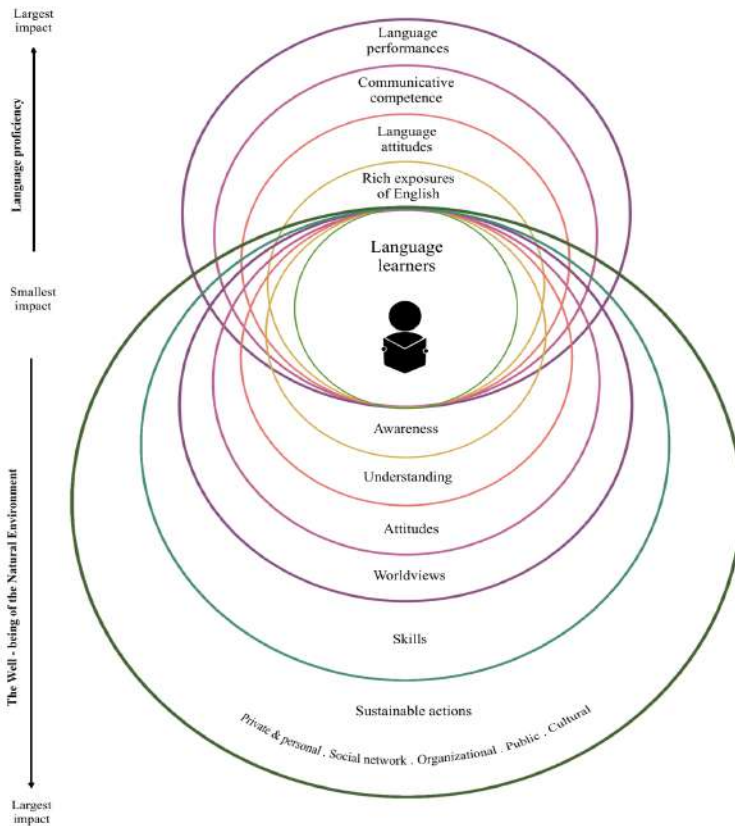 Largest
impact
Language proficiency
Smallest
impact
The Well - being of the Natural Environment
Largest
impact
Language
performances
Communicative
competence
Language
attitudes
Rich exposures
of English
Language
learners
Awareness
Understanding
Attitudes
Worldviews
Skills
Sustainable actions
Private & personal . Social network . Organizational . Public . Cultural